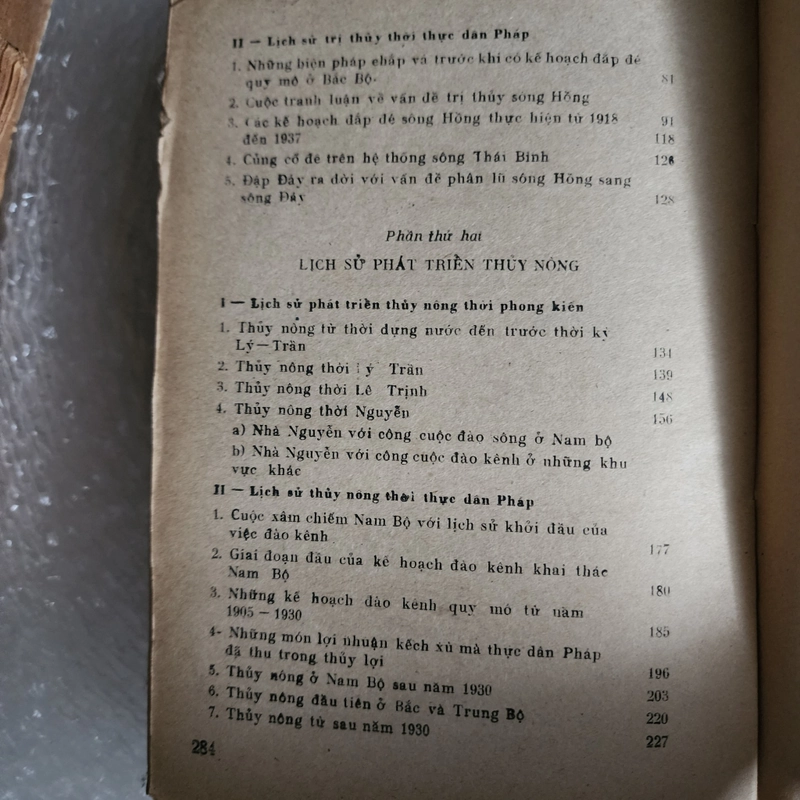 II — Lịch sử trị thủy thời thực dân Pháp
1. Những biện pháp chắp vá trước khi có kế hoạch đắp đê
quy mô ở Bắc Bộ. 81
2. Cuộc tranh luận về vấn đề trị thủy sông Hồng 91
3. Các kế hoạch đắp đê sông Hồng thực hiện từ 1918
đến 1937 118
4. Củng cố đê trên hệ thống sông Thái Bình 126
5. Đập Đáy ra đời với vấn đề phân lũ sông Hồng sang
sông Đáy 128
Phần thứ hai
LỊCH SỬ PHÁT TRIỂN THỦY NÔNG
I — Lịch sử phát triển thủy nông thời phong kiến
1. Thủy nông từ thời dựng nước đến trước thời kỳ
Lý — Trần 134
2. Thủy nông thời Lý Trần 139
3. Thủy nông thời Lê Trịnh 148
4. Thủy nông thời Nguyễn 156
a) Nhà Nguyễn với công cuộc đào sông ở Nam bộ
b) Nhà Nguyễn với công cuộc đào kênh ở những khu
vực khác
II — Lịch sử thủy nông thời thực dân Pháp
1. Cuộc xâm chiếm Nam Bộ với lịch sử khởi đầu của
việc đào kênh 177
2. Giai đoạn đầu của kế hoạch đào kênh khai thác
Nam Bộ 180
3. Những kế hoạch đào kênh quy mô từ năm
1905 — 1930 185
4- Những món lợi nhuận kếch xù mà thực dân Pháp
đã thu trong thủy lợi 196
5. Thủy nông ở Nam Bộ sau năm 1930 203
6. Thủy nông đầu tiên ở Bắc và Trung Bộ 220
7. Thủy nông từ sau năm 1930 227
284